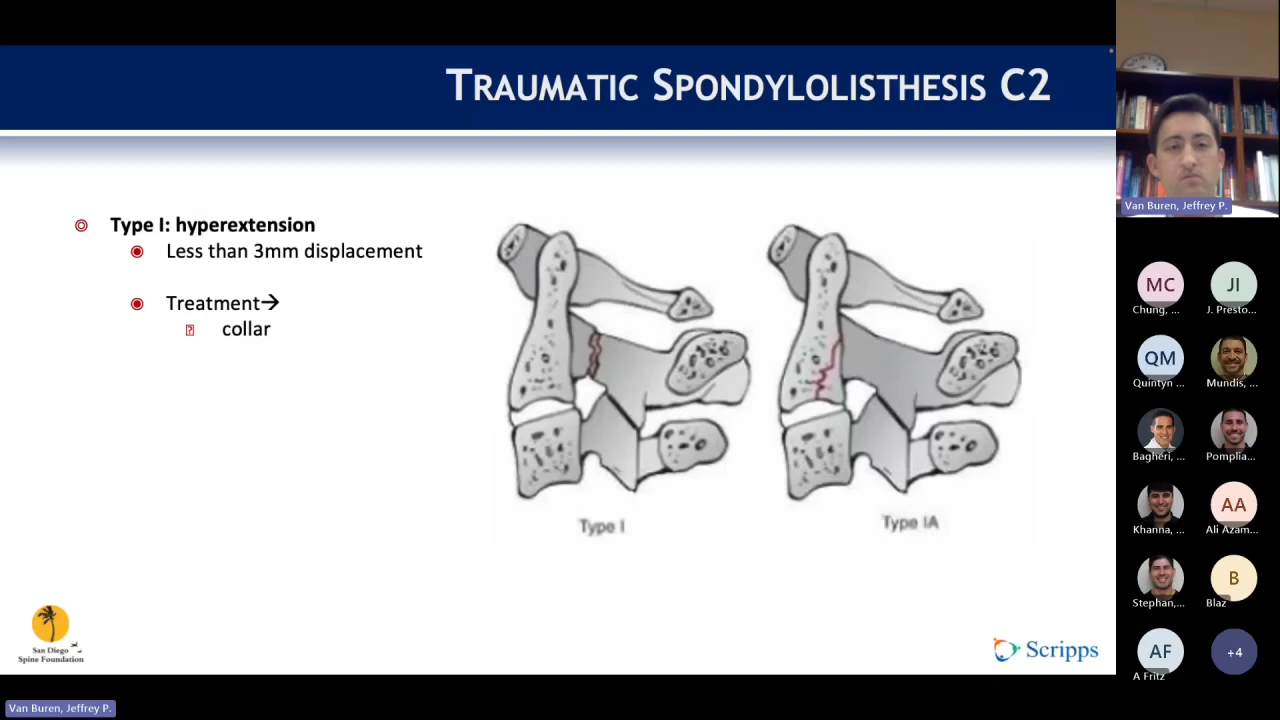 TRAUMATIC SPONDYLOLISTHESIS C2
Type I: hyperextension
Less than 3mm displacement
Treatment→
collar
Type I
Type IA
San Diego
Spine Foundation
Scripps
Van Buren, Jeffrey P.
MC
JI
Chung, ...
J. Presto...
QM
Quintyn ...
Mundis, ...
Bagheri, ...
Pomplia...
AA
Khanna, ...
Ali Azam...
B
Stephan,...
Blaz
AF
+4
A Fritz
Van Buren, Jeffrey P.